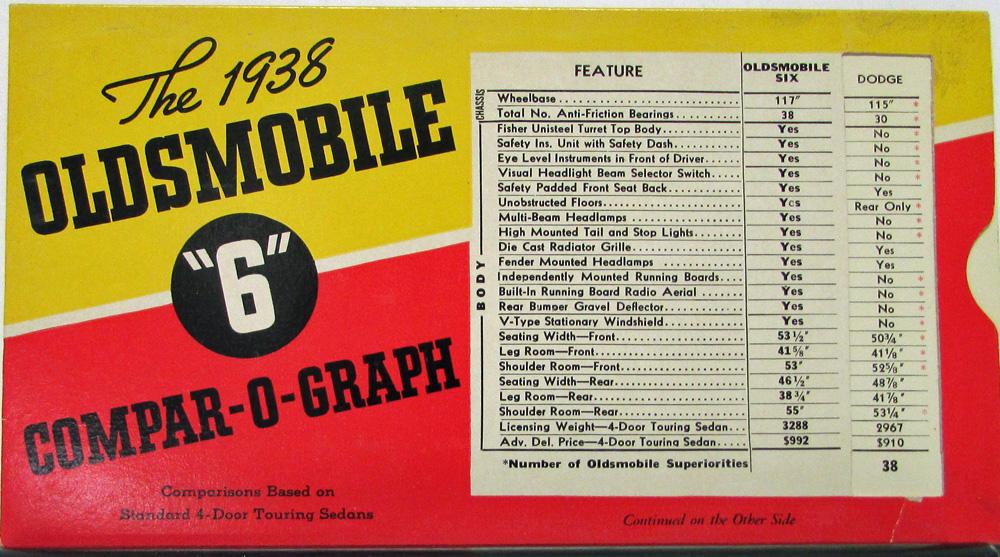 The 1938
OLDSMOBILE
"6"
COMPAR-O-GRAPH
Comparisons Based on
Standard 4-Door Touring Sedans
FEATURE OLDSMOBILE SIX DODGE
CHASSIS
Wheelbase 117" 115" *
Total No. Anti-Friction Bearings 38 30 *
BODY
Fisher Unisteel Turret Top Body Yes No *
Safety Ins. Unit with Safety Dash Yes No *
Eye Level Instruments in Front of Driver Yes No *
Visual Headlight Beam Selector Switch Yes No *
Safety Padded Front Seat Back Yes Yes
Unobstructed Floors Yes Rear Only *
Multi-Beam Headlamps Yes No *
High Mounted Tail and Stop Lights Yes No *
Die Cast Radiator Grille Yes Yes
Fender Mounted Headlamps Yes Yes
Independently Mounted Running Boards Yes No *
Built-In Running Board Radio Aerial Yes No *
Rear Bumper Gravel Deflector Yes No *
V-Type Stationary Windshield Yes No *
Seating Width—Front 53½" 50¾" *
Leg Room—Front 41⅝" 41⅛" *
Shoulder Room—Front 53" 52⅝" *
Seating Width—Rear 46½" 48⅞"
Leg Room—Rear 38¾" 41⅞"
Shoulder Room—Rear 55" 53¼" *
Licensing Weight—4-Door Touring Sedan 3288 2967
Adv. Del. Price—4-Door Touring Sedan $992 $910
*Number of Oldsmobile Superiorities 38
Continued on the Other Side